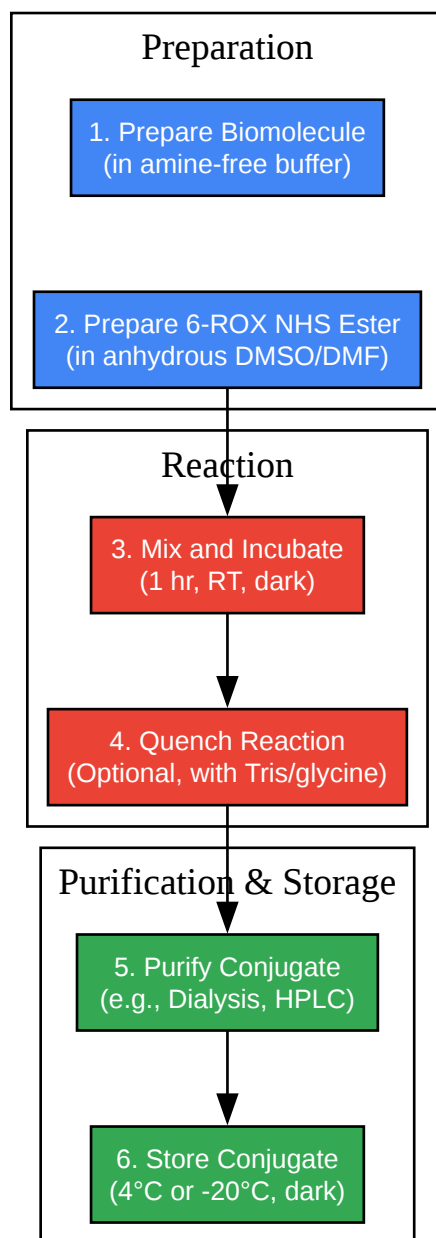 Preparation
1. Prepare Biomolecule
(in amine-free buffer)
2. Prepare 6-ROX NHS Ester
(in anhydrous DMSO/DMF)
Reaction
3. Mix and Incubate
(1 hr, RT, dark)
4. Quench Reaction
(Optional, with Tris/glycine)
Purification & Storage
5. Purify Conjugate
(e.g., Dialysis, HPLC)
6. Store Conjugate
(4°C or -20°C, dark)